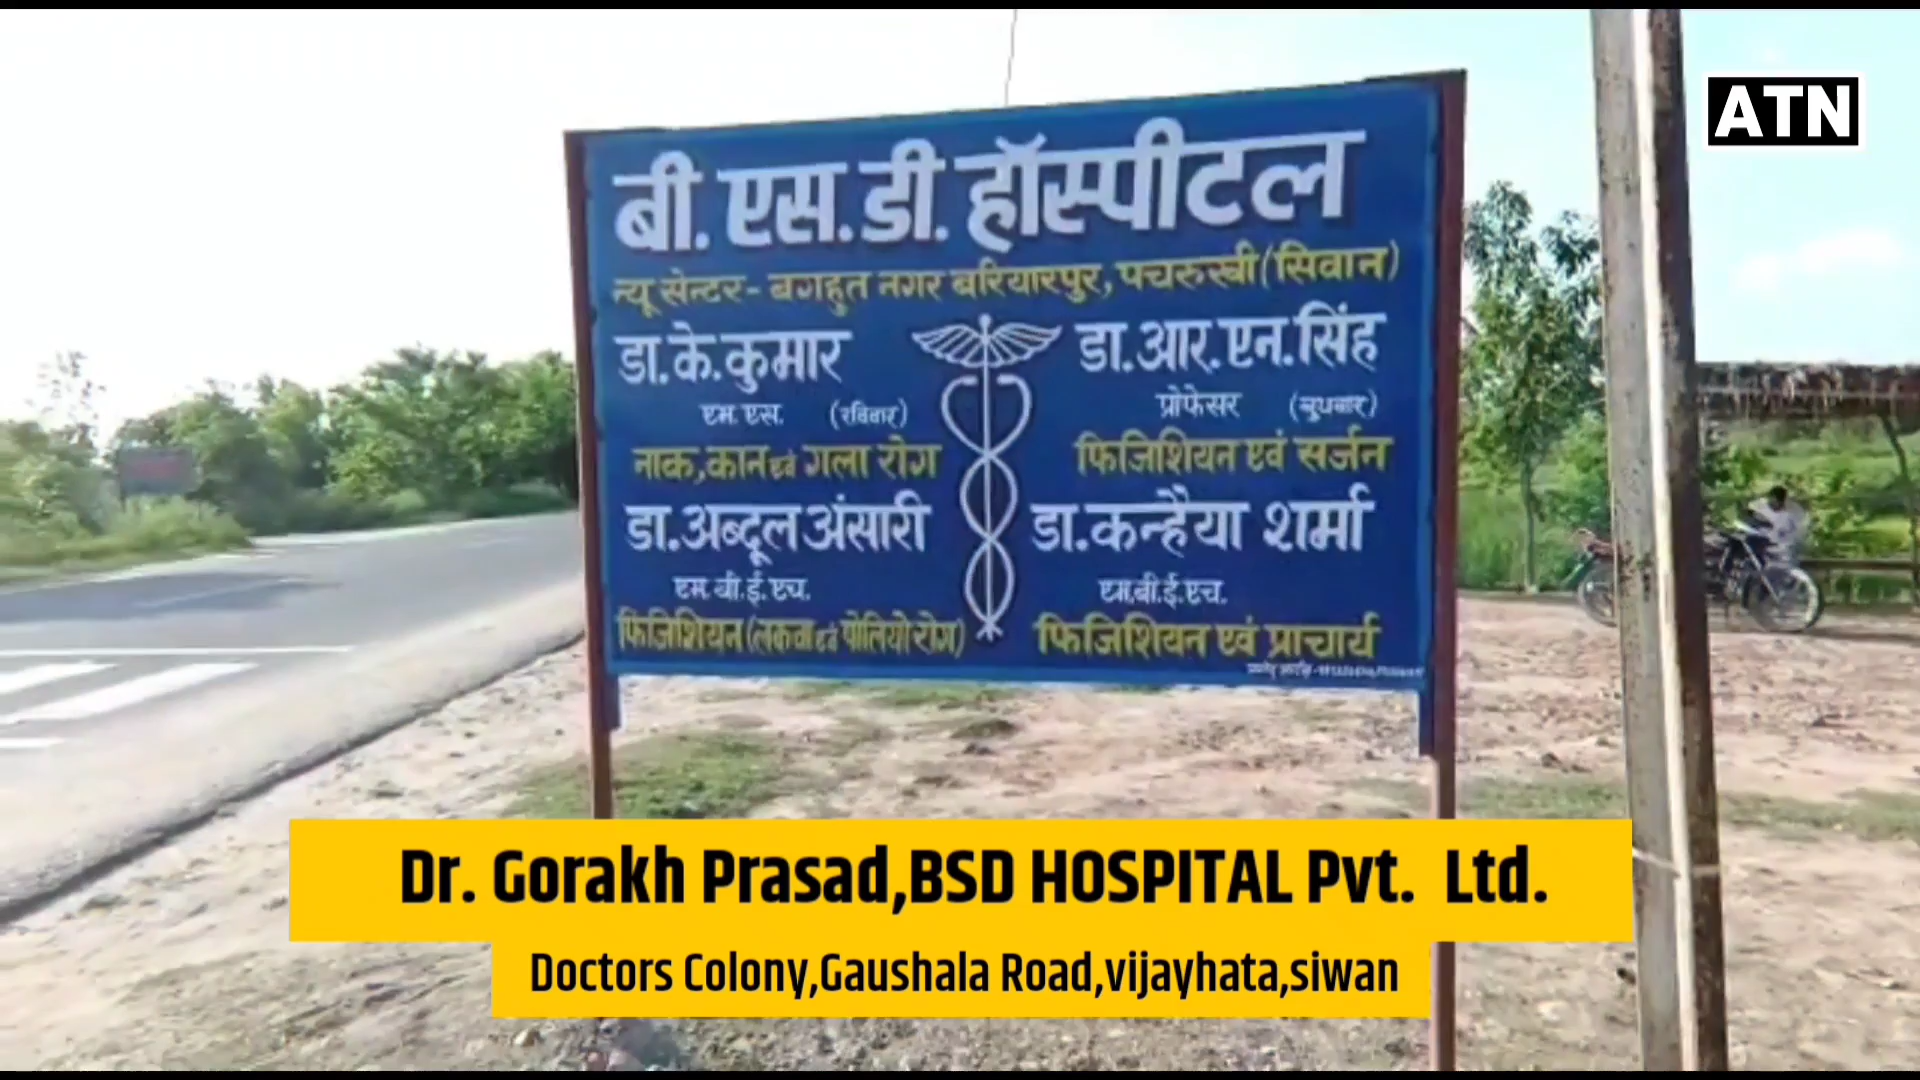 ATN
बी. एस. डी. हॉस्पीटल
न्यू सेन्टर- बगहुत नगर बरियारपुर, पचरुखी (सिवान)
डा. के. कुमार
एम. एस. (रविवार)
नाक, कान एवं गला रोग
डा. आर. एन. सिंह
प्रोफेसर (बुधवार)
फिजिशियन एवं सर्जन
डा. अब्दूल अंसारी
एम. बी. ई. एच.
फिजिशियन (लकवा एवं पोलियो रोग)
डा. कन्हैया शर्मा
एम. बी. ई. एच.
फिजिशियन एवं प्राचार्य
Dr. Gorakh Prasad,BSD HOSPITAL Pvt. Ltd.
Doctors Colony,Gaushala Road,vijayhata,siwan